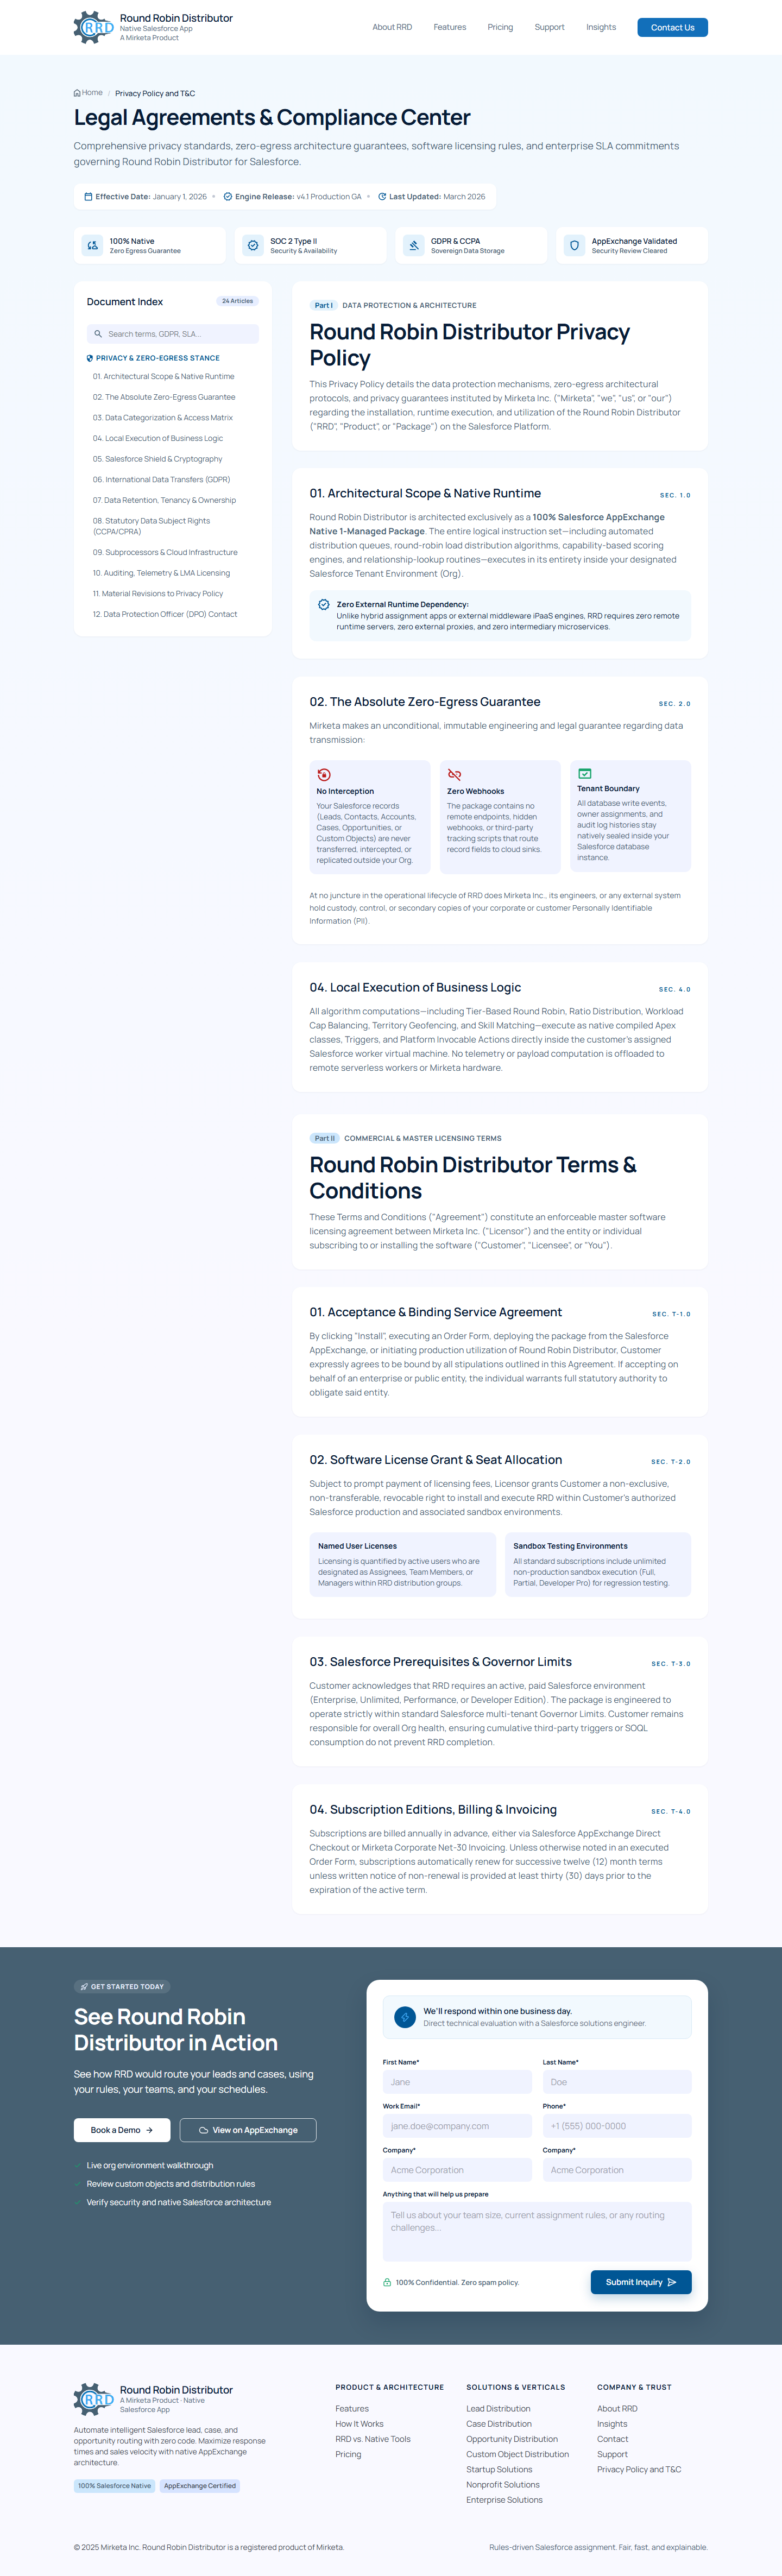 RRD
Round Robin Distributor
Native Salesforce App
A Mirketa Product
About RRD
Features
Pricing
Support
Insights
Contact Us
Home / Privacy Policy and T&C
Legal Agreements & Compliance Center
Comprehensive privacy standards, zero-egress architecture guarantees, software licensing rules, and enterprise SLA commitments
governing Round Robin Distributor for Salesforce.
Effective Date: January 1, 2026 • Engine Release: v4.1 Production GA • Last Updated: March 2026
100% Native
Zero Egress Guarantee
SOC 2 Type II
Security & Availability
GDPR & CCPA
Sovereign Data Storage
AppExchange Validated
Security Review Cleared
Document Index
24 Articles
Search terms, GDPR, SLA...
PRIVACY & ZERO-EGRESS STANCE
01. Architectural Scope & Native Runtime
02. The Absolute Zero-Egress Guarantee
03. Data Categorization & Access Matrix
04. Local Execution of Business Logic
05. Salesforce Shield & Cryptography
06. International Data Transfers (GDPR)
07. Data Retention, Tenancy & Ownership
08. Statutory Data Subject Rights
(CCPA/CPRA)
09. Subprocessors & Cloud Infrastructure
10. Auditing, Telemetry & LMA Licensing
11. Material Revisions to Privacy Policy
12. Data Protection Officer (DPO) Contact
Part I DATA PROTECTION & ARCHITECTURE
Round Robin Distributor Privacy
Policy
This Privacy Policy details the data protection mechanisms, zero-egress architectural
protocols, and privacy guarantees instituted by Mirketa Inc. ("Mirketa", "we", "us", or "our")
regarding the installation, runtime execution, and utilization of the Round Robin Distributor
("RRD", "Product", or "Package") on the Salesforce Platform.
01. Architectural Scope & Native Runtime
SEC. 1.0
Round Robin Distributor is architected exclusively as a 100% Salesforce AppExchange
Native 1-Managed Package. The entire logical instruction set—including automated
distribution queues, round-robin load distribution algorithms, capability-based scoring
engines, and relationship-lookup routines—executes in its entirety inside your designated
Salesforce Tenant Environment (Org).
Zero External Runtime Dependency:
Unlike hybrid assignment apps or external middleware iPaaS engines, RRD requires zero remote
runtime servers, zero external proxies, and zero intermediary microservices.
02. The Absolute Zero-Egress Guarantee
SEC. 2.0
Mirketa makes an unconditional, immutable engineering and legal guarantee regarding data
transmission:
No Interception
Your Salesforce records
(Leads, Contacts, Accounts,
Cases, Opportunities, or
Custom Objects) are never
transferred, intercepted, or
replicated outside your Org.
Zero Webhooks
The package contains no
remote endpoints, hidden
webhooks, or third-party
tracking scripts that route
record fields to cloud sinks.
Tenant Boundary
All database write events,
owner assignments, and
audit log histories stay
natively sealed inside your
Salesforce database
instance.
At no juncture in the operational lifecycle of RRD does Mirketa Inc., its engineers, or any external system
hold custody, control, or secondary copies of your corporate or customer Personally Identifiable
Information (PII).
04. Local Execution of Business Logic
SEC. 4.0
All algorithm computations—including Tier-Based Round Robin, Ratio Distribution, Workload
Cap Balancing, Territory Geofencing, and Skill Matching—execute as native compiled Apex
classes, Triggers, and Platform Invocable Actions directly inside the customer's assigned
Salesforce worker virtual machine. No telemetry or payload computation is offloaded to
remote serverless workers or Mirketa hardware.
Part II COMMERCIAL & MASTER LICENSING TERMS
Round Robin Distributor Terms &
Conditions
These Terms and Conditions ("Agreement") constitute an enforceable master software
licensing agreement between Mirketa Inc. ("Licensor") and the entity or individual
subscribing to or installing the software ("Customer", "Licensee", or "You").
01. Acceptance & Binding Service Agreement
SEC. T-1.0
By clicking "Install", executing an Order Form, deploying the package from the Salesforce
AppExchange, or initiating production utilization of Round Robin Distributor, Customer
expressly agrees to be bound by all stipulations outlined in this Agreement. If accepting on
behalf of an enterprise or public entity, the individual warrants full statutory authority to
obligate said entity.
02. Software License Grant & Seat Allocation
SEC. T-2.0
Subject to prompt payment of licensing fees, Licensor grants Customer a non-exclusive,
non-transferable, revocable right to install and execute RRD within Customer's authorized
Salesforce production and associated sandbox environments.
Named User Licenses
Licensing is quantified by active users who are
designated as Assignees, Team Members, or
Managers within RRD distribution groups.
Sandbox Testing Environments
All standard subscriptions include unlimited
non-production sandbox execution (Full,
Partial, Developer Pro) for regression testing.
03. Salesforce Prerequisites & Governor Limits
SEC. T-3.0
Customer acknowledges that RRD requires an active, paid Salesforce environment
(Enterprise, Unlimited, Performance, or Developer Edition). The package is engineered to
operate strictly within standard Salesforce multi-tenant Governor Limits. Customer remains
responsible for overall Org health, ensuring cumulative third-party triggers or SOQL
consumption do not prevent RRD completion.
04. Subscription Editions, Billing & Invoicing
SEC. T-4.0
Subscriptions are billed annually in advance, either via Salesforce AppExchange Direct
Checkout or Mirketa Corporate Net-30 Invoicing. Unless otherwise noted in an executed
Order Form, subscriptions automatically renew for successive twelve (12) month terms
unless written notice of non-renewal is provided at least thirty (30) days prior to the
expiration of the active term.
GET STARTED TODAY
See Round Robin
Distributor in Action
See how RRD would route your leads and cases, using
your rules, your teams, and your schedules.
Book a Demo
View on AppExchange
Live org environment walkthrough
Review custom objects and distribution rules
Verify security and native Salesforce architecture
We'll respond within one business day.
Direct technical evaluation with a Salesforce solutions engineer.
First Name*
Last Name*
Jane
Doe
Work Email*
Phone*
jane.doe@company.com
+1 (555) 000-0000
Company*
Company*
Acme Corporation
Acme Corporation
Anything that will help us prepare
Tell us about your team size, current assignment rules, or any routing
challenges...
100% Confidential. Zero spam policy.
Submit Inquiry
RRD
Round Robin Distributor
A Mirketa Product · Native
Salesforce App
Automate intelligent Salesforce lead, case, and
opportunity routing with zero code. Maximize response
times and sales velocity with native AppExchange
architecture.
100% Salesforce Native
AppExchange Certified
PRODUCT & ARCHITECTURE
Features
How It Works
RRD vs. Native Tools
Pricing
SOLUTIONS & VERTICALS
Lead Distribution
Case Distribution
Opportunity Distribution
Custom Object Distribution
Startup Solutions
Nonprofit Solutions
Enterprise Solutions
COMPANY & TRUST
About RRD
Insights
Contact
Support
Privacy Policy and T&C
© 2025 Mirketa Inc. Round Robin Distributor is a registered product of Mirketa.
Rules-driven Salesforce assignment. Fair, fast, and explainable.